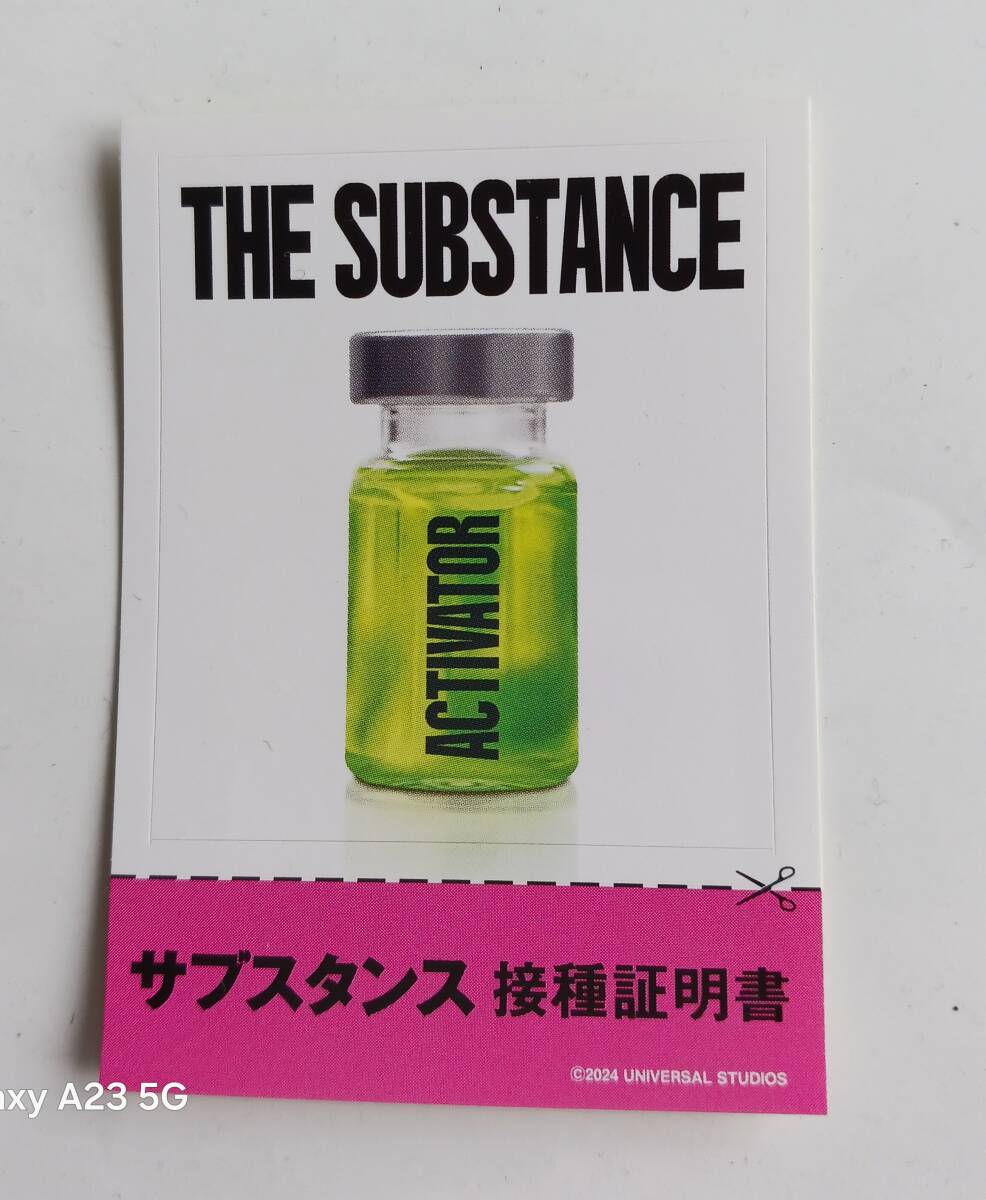 THE SUBSTANCE
ACTIVATOR
サブスタンス 接種証明書
©2024 UNIVERSAL STUDIOS
axy A23 5G